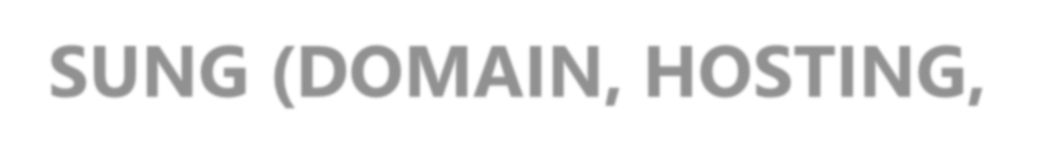 SUNG (DOMAIN, HOSTING,